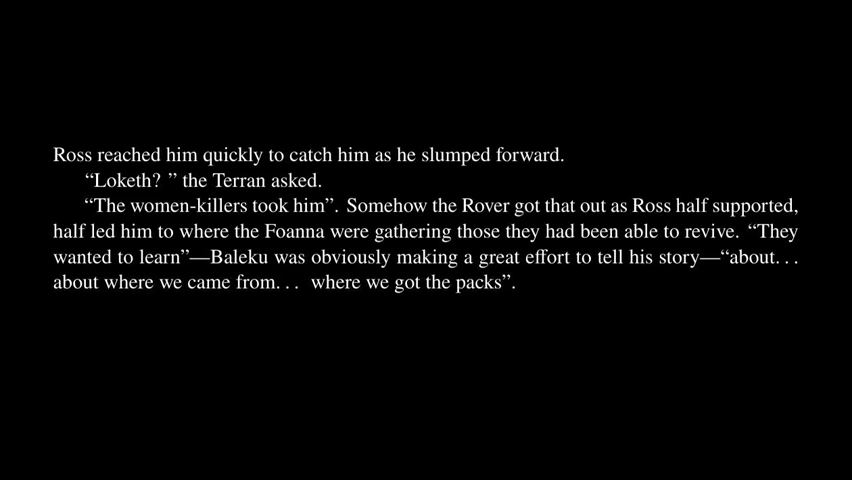 Ross reached him quickly to catch him as he slumped forward.
“Loketh? ” the Terran asked.
“The women-killers took him”. Somehow the Rover got that out as Ross half supported,
half led him to where the Foanna were gathering those they had been able to revive. “They
wanted to learn”—Baleku was obviously making a great effort to tell his story—“about. . .
about where we came from. . .  where we got the packs”.